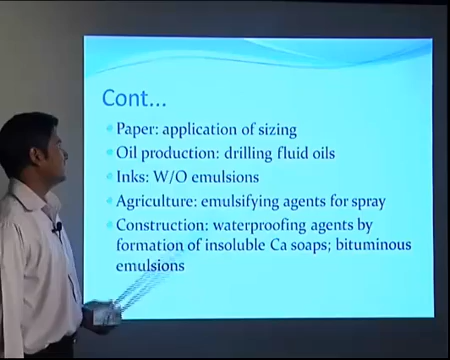 Cont...
Paper: application of sizing
Oil production: drilling fluid oils
Inks: W/O emulsions
Agriculture: emulsifying agents for spray
Construction: waterproofing agents by
formation of insoluble Ca soaps; bituminous
emulsions